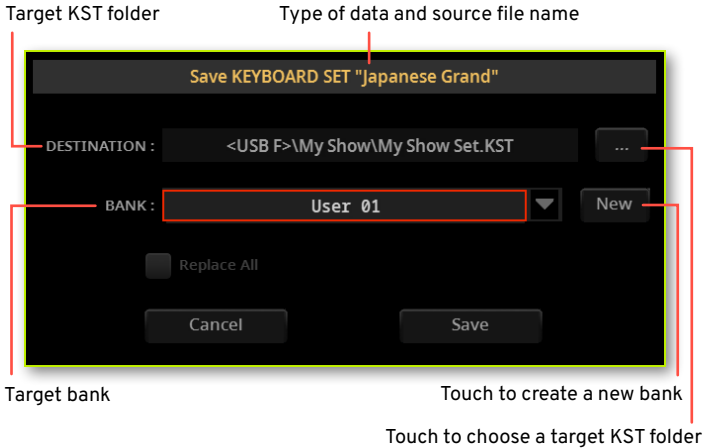 Target KST folder
Type of data and source file name
Save KEYBOARD SET "Japanese Grand"
DESTINATION :
<USB F>\My Show\My Show Set.KST
...
BANK :
User 01
New
Replace All
Cancel
Save
Target bank
Touch to create a new bank
Touch to choose a target KST folder